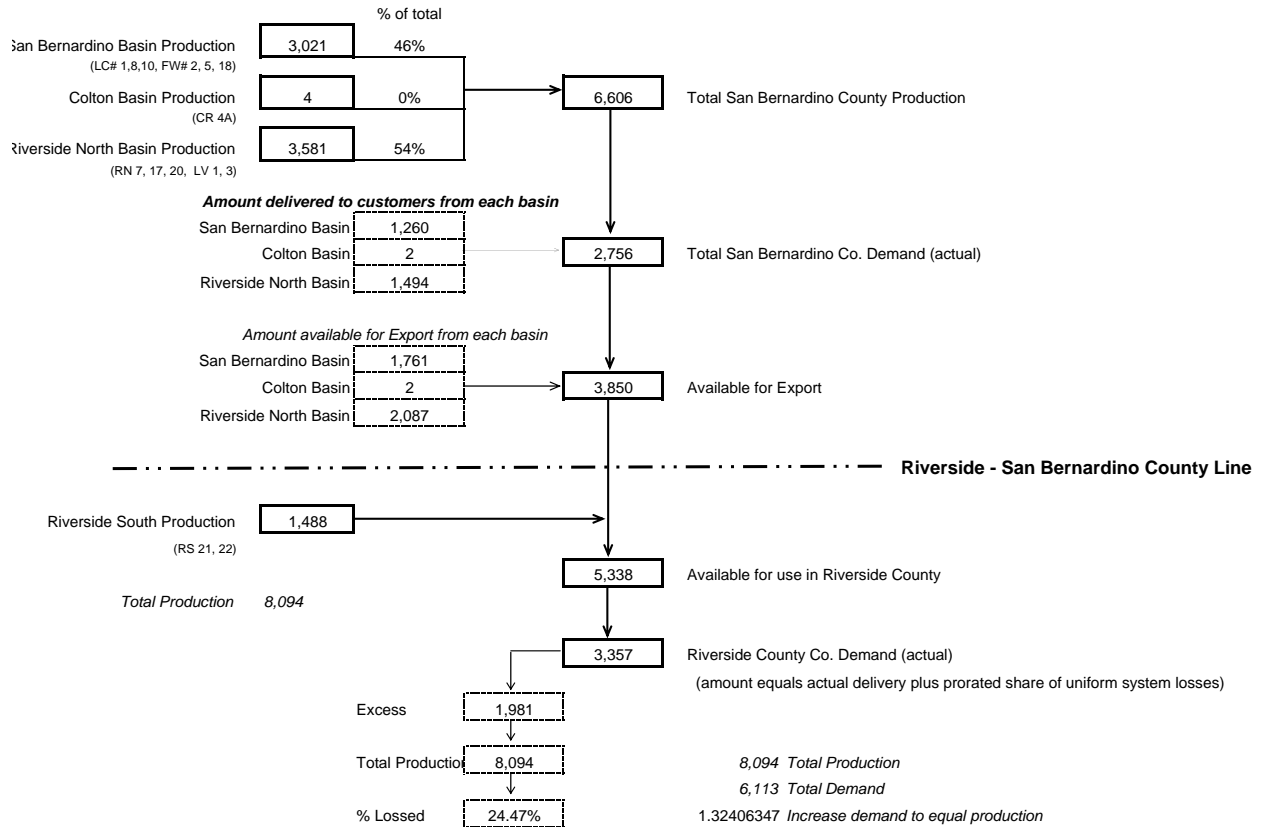 % of total
San Bernardino Basin Production 3,021 46%
(LC# 1,8,10, FW# 2, 5, 18)
Colton Basin Production 4 0% 6,606 Total San Bernardino County Production
(CR 4A)
Riverside North Basin Production 3,581 54%
(RN 7, 17, 20, LV 1, 3)
Amount delivered to customers from each basin
San Bernardino Basin 1,260
Colton Basin 2 2,756 Total San Bernardino Co. Demand (actual)
Riverside North Basin 1,494
Amount available for Export from each basin
San Bernardino Basin 1,761
Colton Basin 2 3,850 Available for Export
Riverside North Basin 2,087
Riverside - San Bernardino County Line
Riverside South Production 1,488
(RS 21, 22)
5,338 Available for use in Riverside County
Total Production 8,094
3,357 Riverside County Co. Demand (actual)
(amount equals actual delivery plus prorated share of uniform system losses)
Excess 1,981
Total Production 8,094 8,094 Total Production
6,113 Total Demand
% Lossed 24.47% 1.32406347 Increase demand to equal production